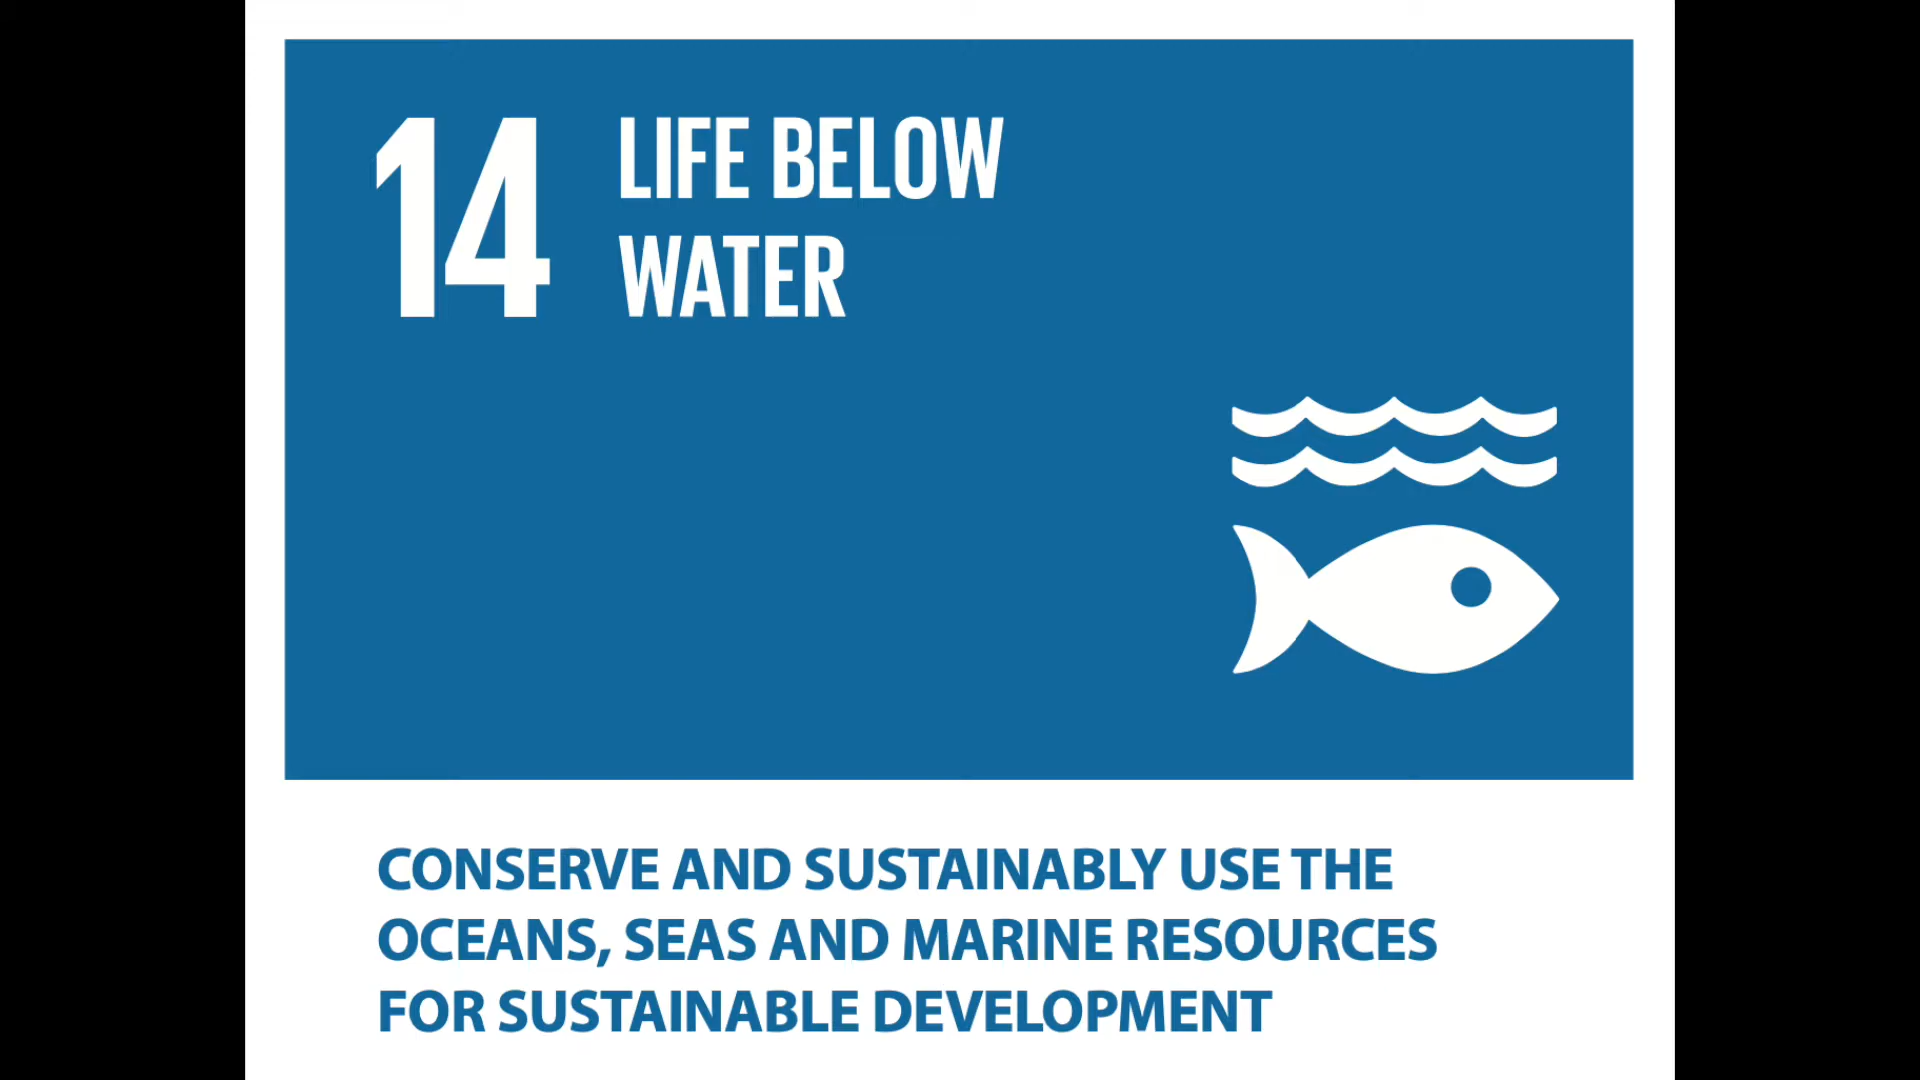 14
LIFE BELOW
WATER
CONSERVE AND SUSTAINABLY USE THE
OCEANS, SEAS AND MARINE RESOURCES
FOR SUSTAINABLE DEVELOPMENT